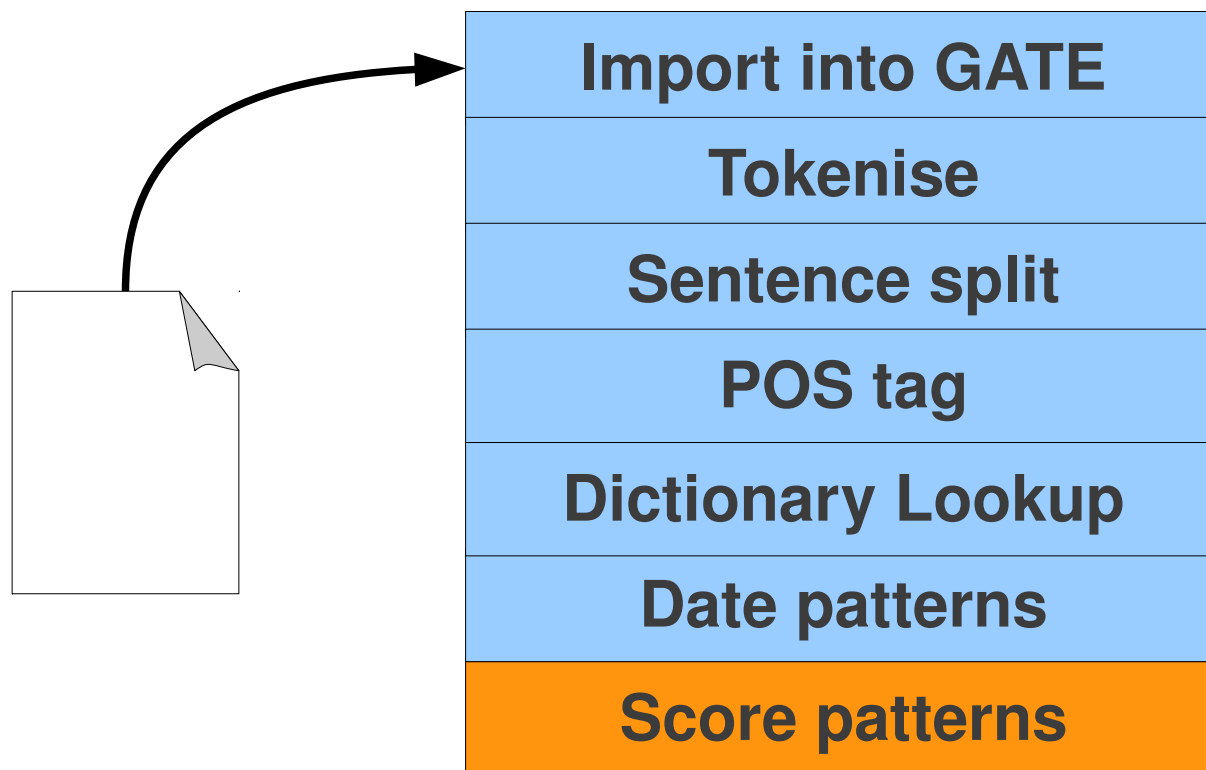 Import into GATE
Tokenise
Sentence split
POS tag
Dictionary Lookup
Date patterns
Score patterns